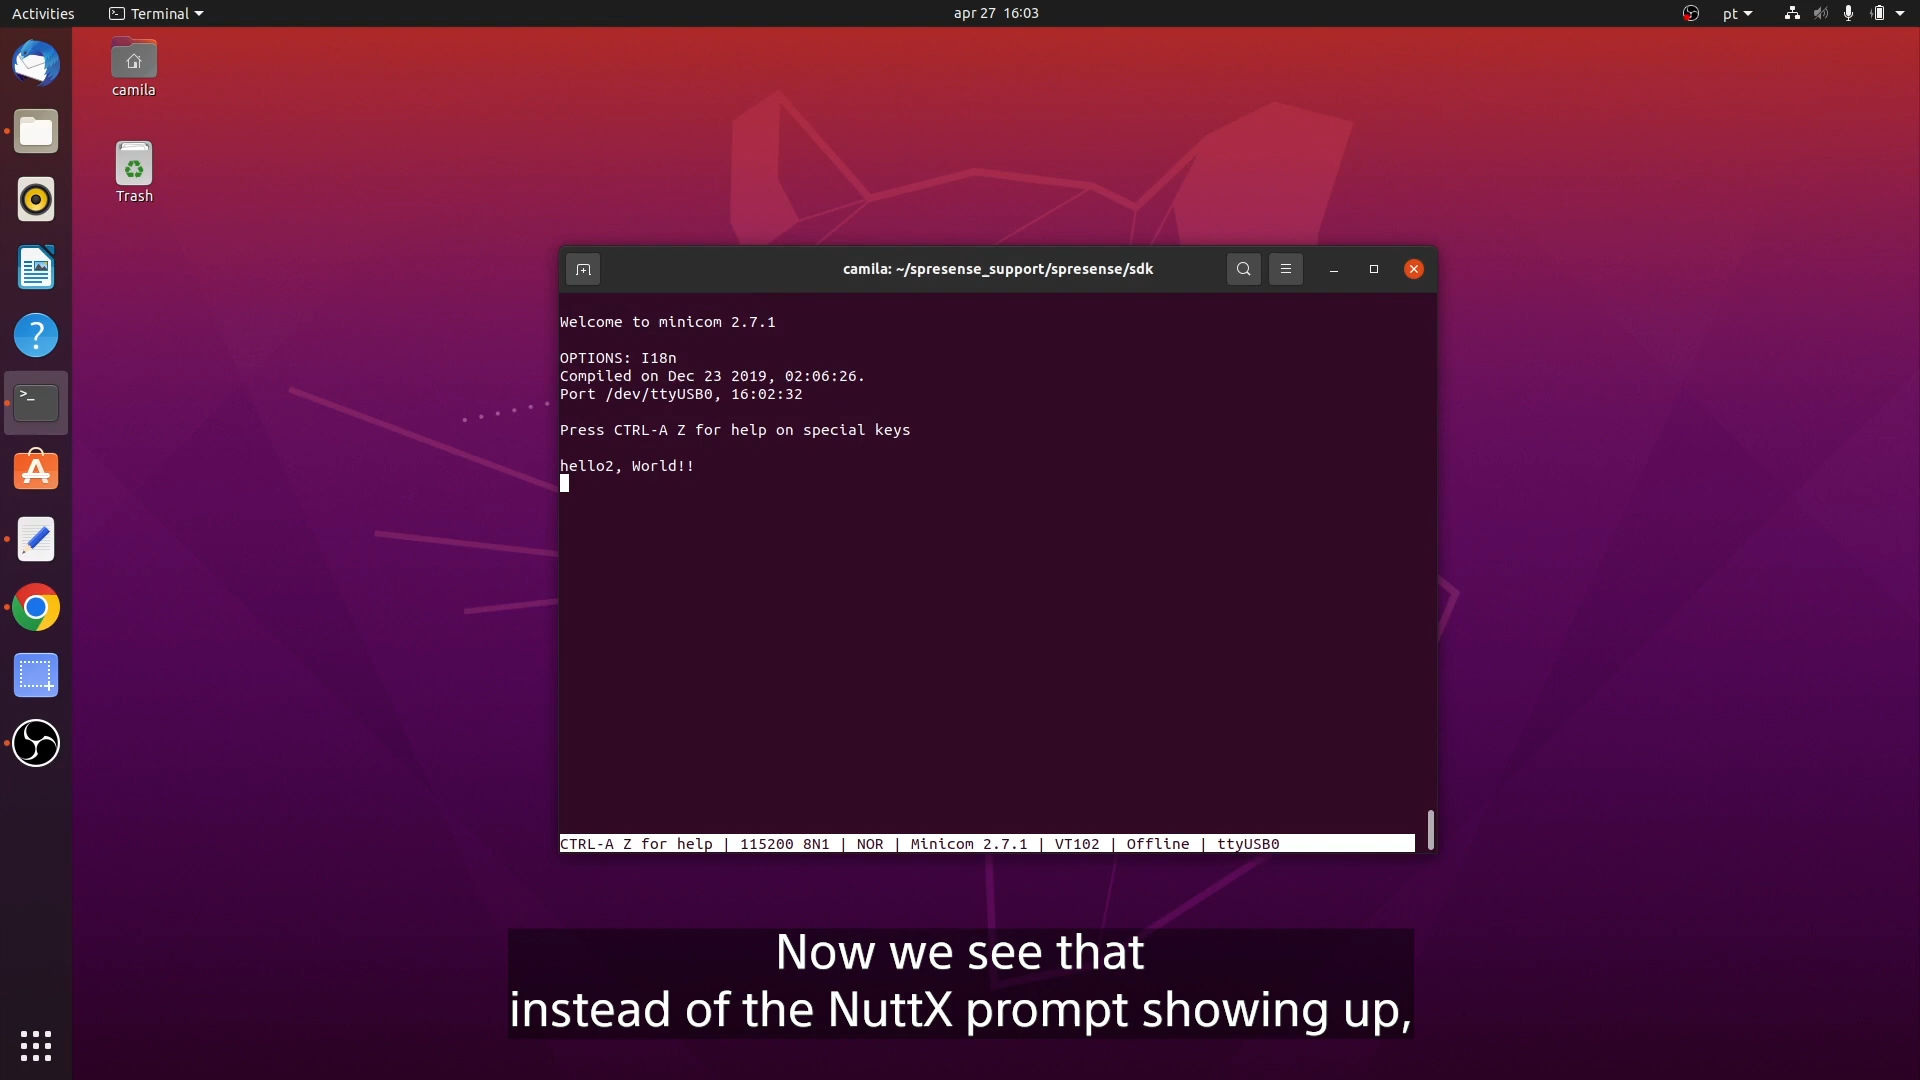 Activities
Terminal
apr 27 16:03
pt
camila
Trash
camila: ~/spresense_support/spresense/sdk
Welcome to minicom 2.7.1
OPTIONS: I18n
Compiled on Dec 23 2019, 02:06:26.
Port /dev/ttyUSB0, 16:02:32
Press CTRL-A Z for help on special keys
hello2, World!!
CTRL-A Z for help | 115200 8N1 | NOR | Minicom 2.7.1 | VT102 | Offline | ttyUSB0
Now we see that
instead of the NuttX prompt showing up,